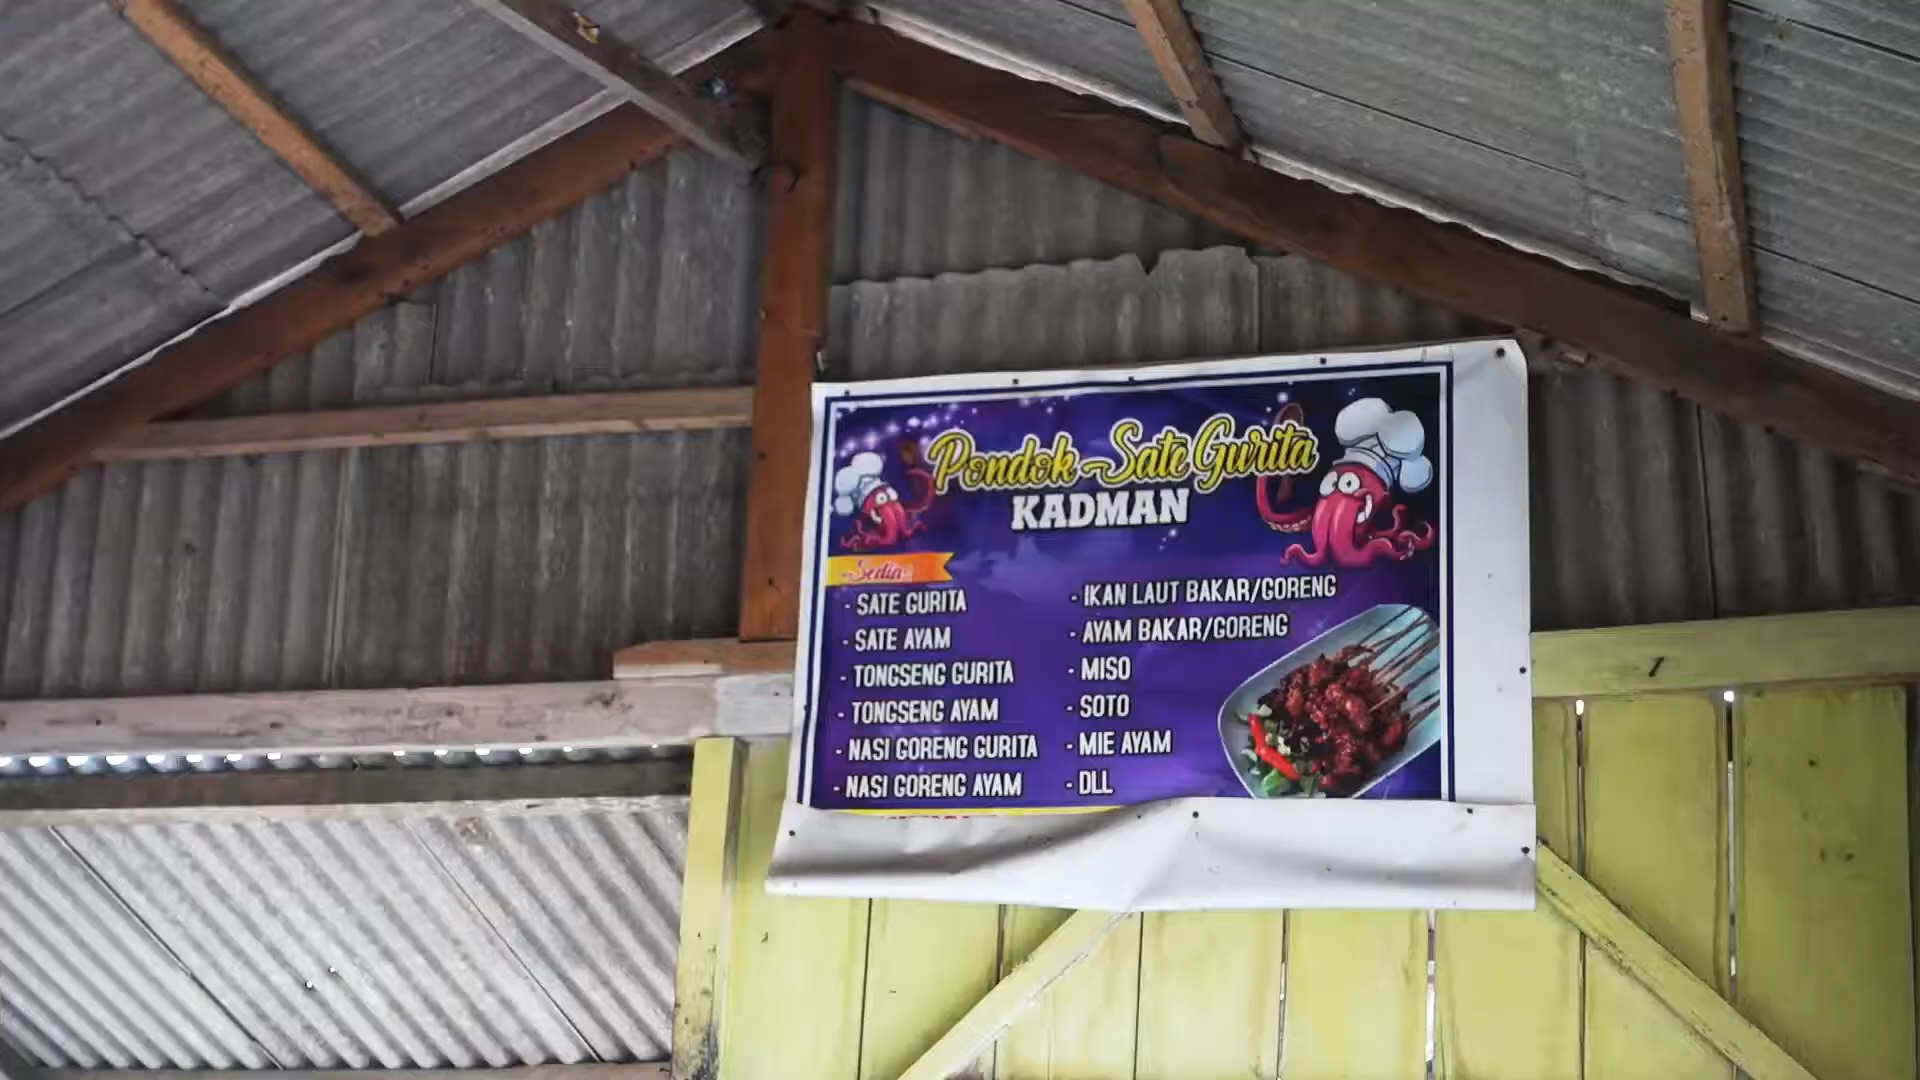 Pondok Sate Gurita
KADMAN
Sedia
- SATE GURITA
- SATE AYAM
- TONGSENG GURITA
- TONGSENG AYAM
- NASI GORENG GURITA
- NASI GORENG AYAM
- IKAN LAUT BAKAR/GORENG
- AYAM BAKAR/GORENG
- MISO
- SOTO
- MIE AYAM
- DLL